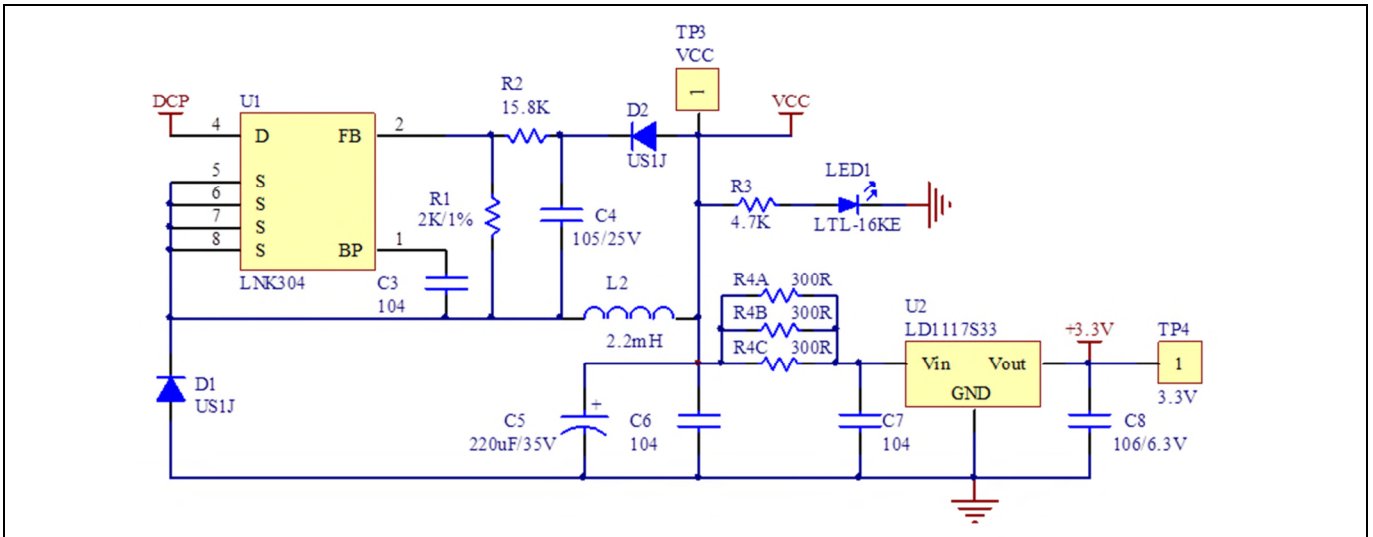 TP3
VCC
1
DCP
U1
4
D
FB
2
5
S
6
S
7
S
8
S
BP
1
LNK304
R2
15.8K
D2
US1J
VCC
R1
2K/1%
C4
105/25V
C3
104
L2
2.2mH
R3
4.7K
LED1
LTL-16KE
R4A 300R
R4B 300R
R4C 300R
U2
LD1117S33
Vin Vout
GND
+3.3V
TP4
1
3.3V
D1
US1J
C5
220uF/35V
+
C6
104
C7
104
C8
106/6.3V